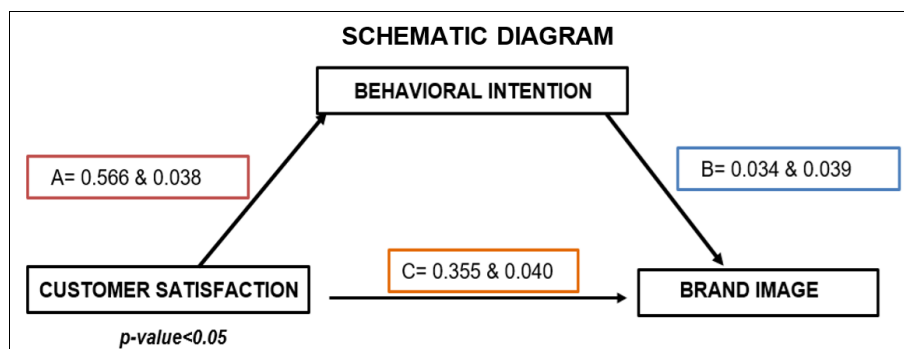 SCHEMATIC DIAGRAM
BEHAVIORAL INTENTION
A= 0.566 & 0.038
B= 0.034 & 0.039
C= 0.355 & 0.040
CUSTOMER SATISFACTION
BRAND IMAGE
p-value<0.05